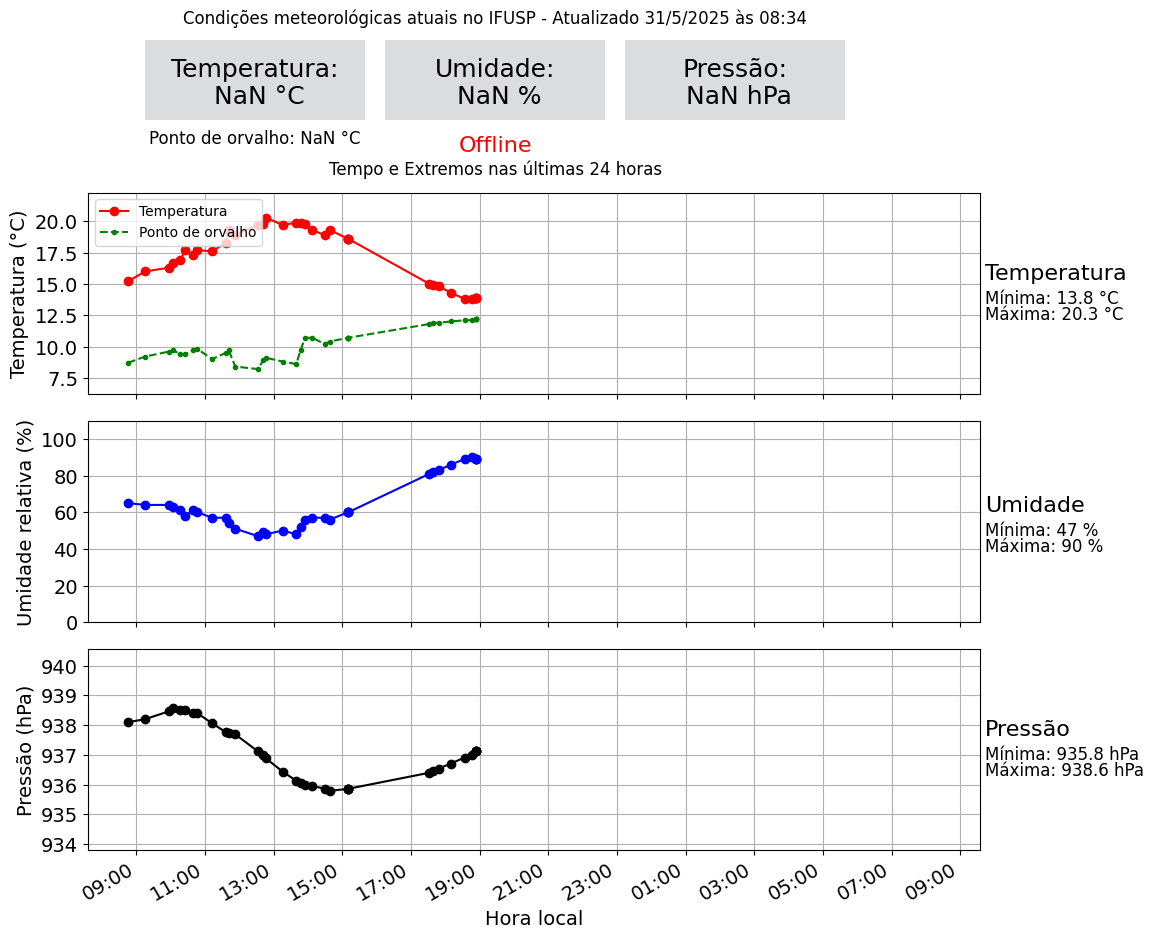 Condições meteorológicas atuais no IFUSP - Atualizado 31/5/2025 às 08:34
Temperatura:
NaN °C
Umidade:
NaN %
Pressão:
NaN hPa
Ponto de orvalho: NaN °C
Offline
Tempo e Extremos nas últimas 24 horas
Temperatura (°C)
20.0
17.5
15.0
12.5
10.0
7.5
Temperatura
Ponto de orvalho
Temperatura
Mínima: 13.8 °C
Máxima: 20.3 °C
Umidade relativa (%)
100
80
60
40
20
0
Umidade
Mínima: 47 %
Máxima: 90 %
Pressão (hPa)
940
939
938
937
936
935
934
Pressão
Mínima: 935.8 hPa
Máxima: 938.6 hPa
09:00
11:00
13:00
15:00
17:00
19:00
21:00
23:00
01:00
03:00
05:00
07:00
09:00
Hora local